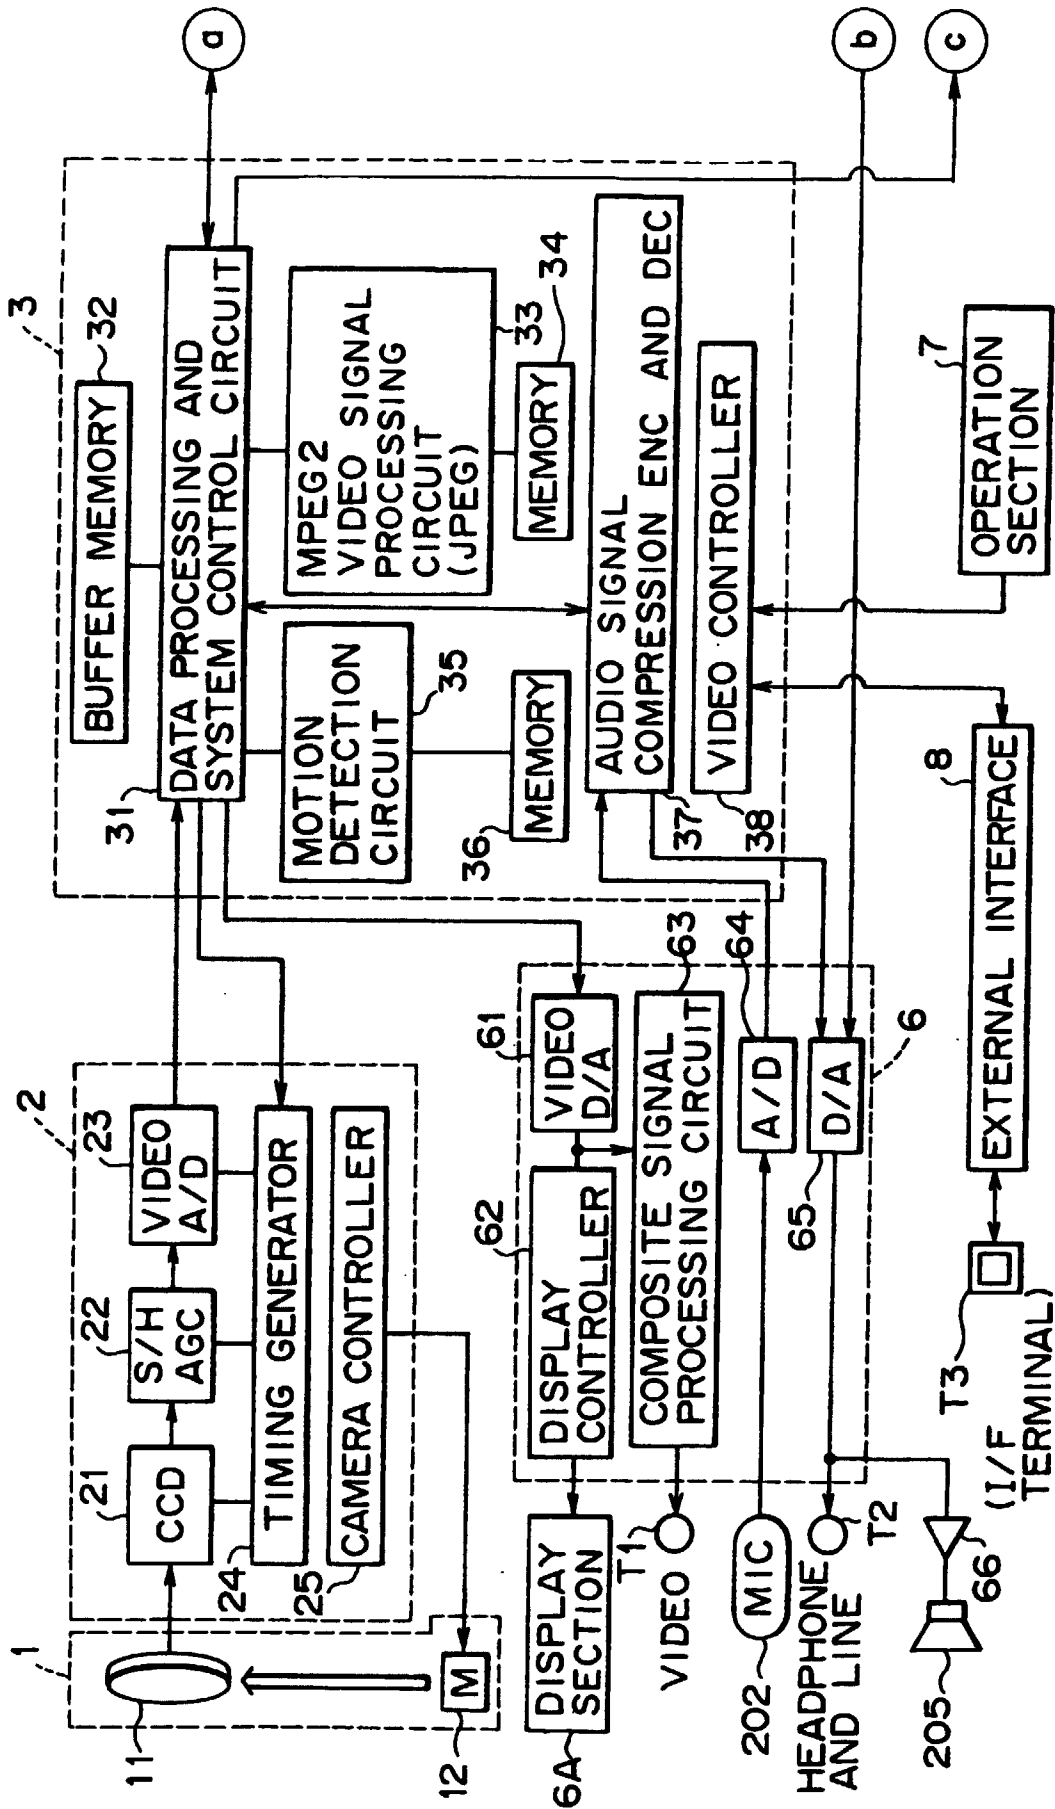 1
11
12
M
2
21
CCD
22
S/H
AGC
23
VIDEO
A/D
24
TIMING GENERATOR
25
CAMERA CONTROLLER
3
31
DATA PROCESSING AND
SYSTEM CONTROL CIRCUIT
BUFFER MEMORY
32
a
MOTION
DETECTION
CIRCUIT
35
36
MEMORY
MPEG2
VIDEO SIGNAL
PROCESSING
CIRCUIT
(JPEG)
33
MEMORY
34
AUDIO SIGNAL
COMPRESSION ENC AND DEC
37
VIDEO CONTROLLER
38
6A
DISPLAY
SECTION
62
DISPLAY
CONTROLLER
61
VIDEO
D/A
COMPOSITE SIGNAL
PROCESSING CIRCUIT
63
T1
VIDEO
202
MIC
A/D
64
65
D/A
6
b
c
HEADPHONE
AND LINE
T2
205
66
T3
(I/F
TERMINAL)
EXTERNAL INTERFACE
8
OPERATION
SECTION
7